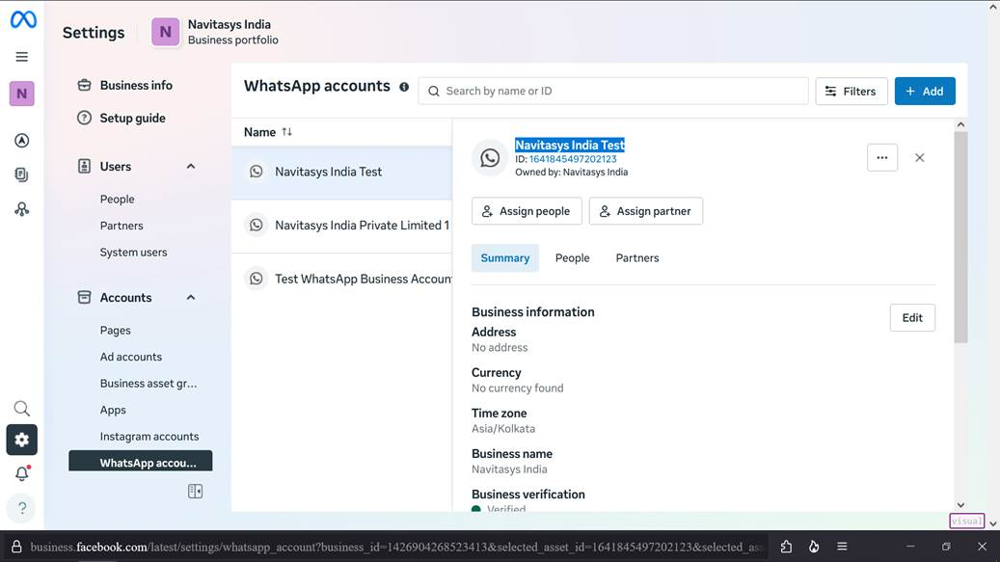 Settings
N
Navitasys India
Business portfolio
N
Business info
Setup guide
Users
People
Partners
System users
Accounts
Pages
Ad accounts
Business asset gr...
Apps
Instagram accounts
WhatsApp accou...
?
WhatsApp accounts
Search by name or ID
Filters
+ Add
Name
Navitasys India Test
Navitasys India Private Limited 1
Test WhatsApp Business Accoun
Navitasys India Test
ID: 1641845497202123
Owned by: Navitasys India
...
Assign people
Assign partner
Summary
People
Partners
Business information
Edit
Address
No address
Currency
No currency found
Time zone
Asia/Kolkata
Business name
Navitasys India
Business verification
Verified
visual
business.facebook.com/latest/settings/whatsapp_account?business_id=1426904268523413&selected_asset_id=1641845497202123&selected_ass